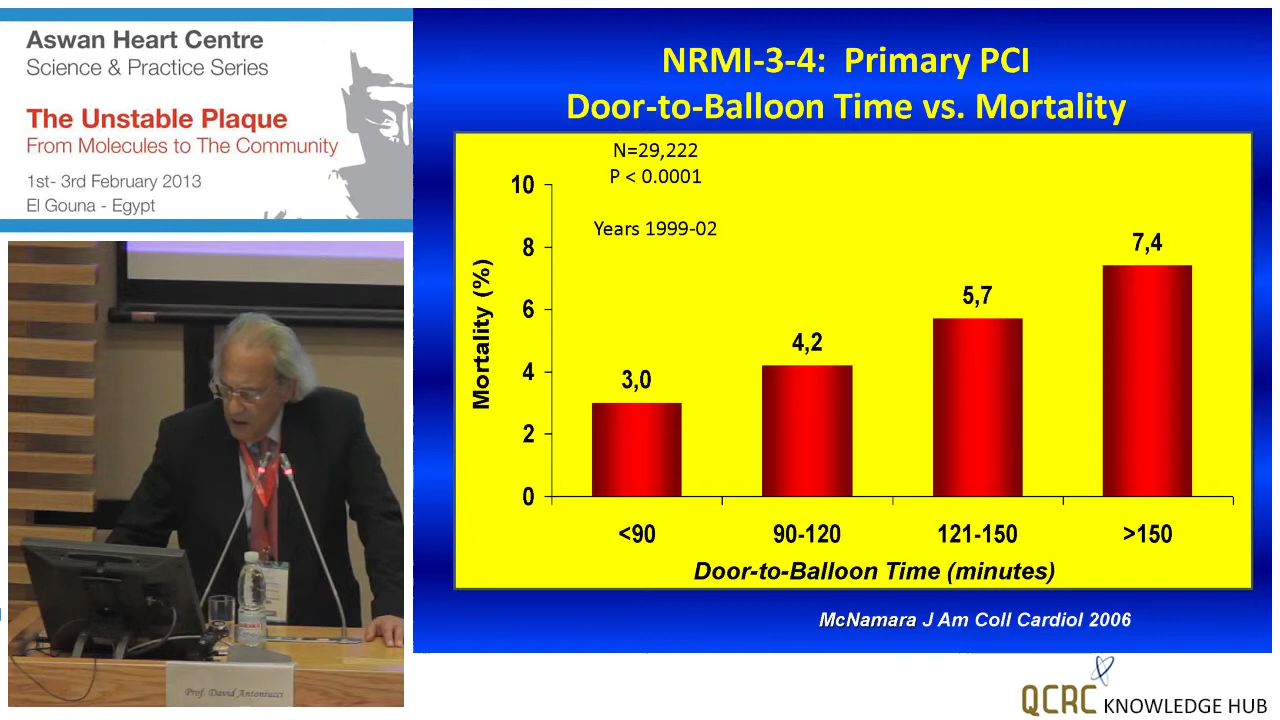 Aswan Heart Centre
Science & Practice Series
The Unstable Plaque
From Molecules to The Community
1st- 3rd February 2013
El Gouna - Egypt
NRMI-3-4: Primary PCI
Door-to-Balloon Time vs. Mortality
N=29,222
P < 0.0001
Years 1999-02
Mortality (%)
10
8
6
4
2
0
3,0
4,2
5,7
7,4
<90
90-120
121-150
>150
Door-to-Balloon Time (minutes)
McNamara J Am Coll Cardiol 2006
Prof. David Antoniucci
QCRC KNOWLEDGE HUB